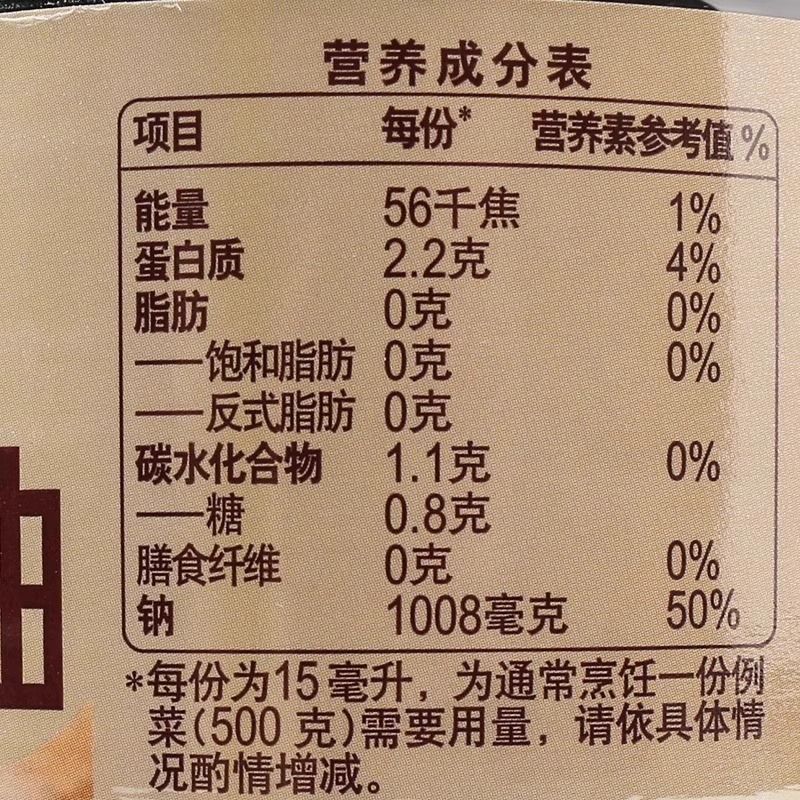 营养成分表
项目 每份* 营养素参考值%
能量 56千焦 1%
蛋白质 2.2克 4%
脂肪 0克 0%
——饱和脂肪 0克 0%
——反式脂肪 0克
碳水化合物 1.1克 0%
——糖 0.8克
膳食纤维 0克 0%
钠 1008毫克 50%
*每份为15毫升，为通常烹饪一份例
菜(500克)需要用量，请依具体情
况酌情增减。
油